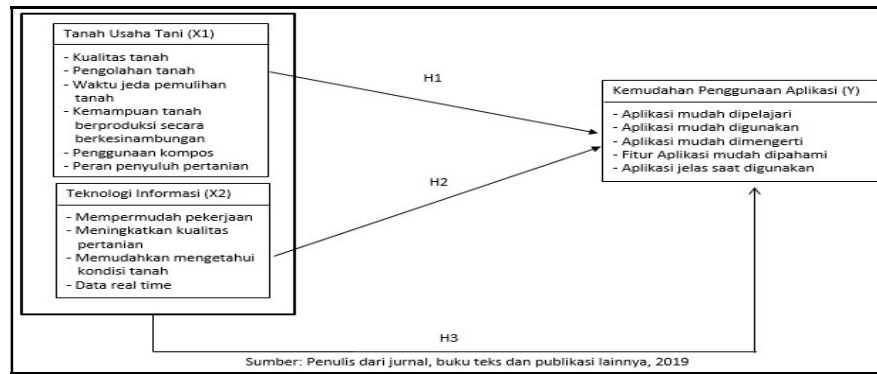 Tanah Usaha Tani (X1)
- Kualitas tanah
- Pengolahan tanah
- Waktu jeda pemulihan
tanah
- Kemampuan tanah
berproduksi secara
berkesinambungan
- Penggunaan kompos
- Peran penyuluh pertanian
Teknologi Informasi (X2)
- Mempermudah pekerjaan
- Meningkatkan kualitas
pertanian
- Memudahkan mengetahui
kondisi tanah
- Data real time
H1
H2
Kemudahan Penggunaan Aplikasi (Y)
- Aplikasi mudah dipelajari
- Aplikasi mudah digunakan
- Aplikasi mudah dimengerti
- Fitur Aplikasi mudah dipahami
- Aplikasi jelas saat digunakan
H3
Sumber: Penulis dari jurnal, buku teks dan publikasi lainnya, 2019